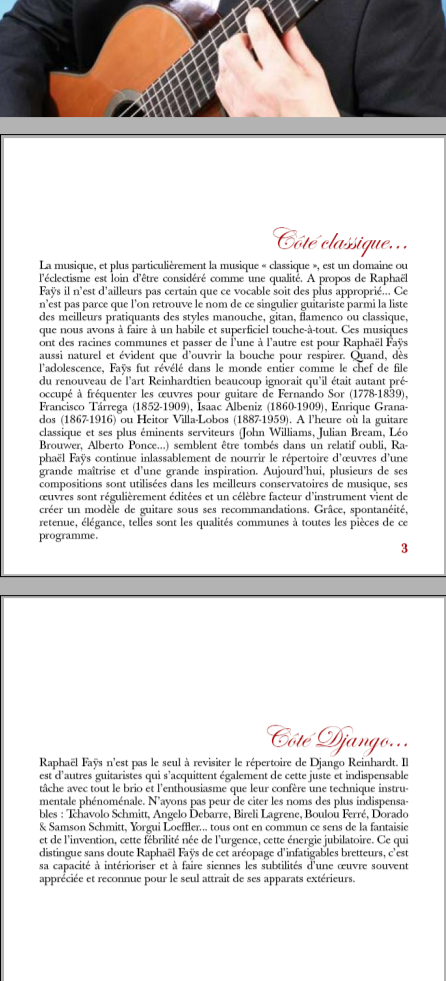 Côté classique...
La musique, et plus particulièrement la musique « classique », est un domaine ou
l'éclectisme est loin d'être considéré comme une qualité. A propos de Raphaël
Faÿs il n'est d'ailleurs pas certain que ce vocable soit des plus approprié... Ce
n'est pas parce que l'on retrouve le nom de ce singulier guitariste parmi la liste
des meilleurs pratiquants des styles manouche, gitan, flamenco ou classique,
que nous avons à faire à un habile et superficiel touche-à-tout. Ces musiques
ont des racines communes et passer de l'une à l'autre est pour Raphaël Faÿs
aussi naturel et évident que d'ouvrir la bouche pour respirer. Quand, dès
l'adolescence, Faÿs fut révélé dans le monde entier comme le chef de file
du renouveau de l'art Reinhardtien beaucoup ignorait qu'il était autant pré-
occupé à fréquenter les œuvres pour guitare de Fernando Sor (1778-1839),
Francisco Tárrega (1852-1909), Isaac Albeniz (1860-1909), Enrique Grana-
dos (1867-1916) ou Heitor Villa-Lobos (1887-1959). A l'heure où la guitare
classique et ses plus éminents serviteurs (John Williams, Julian Bream, Léo
Brouwer, Alberto Ponce...) semblent être tombés dans un relatif oubli, Ra-
phaël Faÿs continue inlassablement de nourrir le répertoire d'œuvres d'une
grande maîtrise et d'une grande inspiration. Aujourd'hui, plusieurs de ses
compositions sont utilisées dans les meilleurs conservatoires de musique, ses
œuvres sont régulièrement éditées et un célèbre facteur d'instrument vient de
créer un modèle de guitare sous ses recommandations. Grâce, spontanéité,
retenue, élégance, telles sont les qualités communes à toutes les pièces de ce
programme.
3
Côté Django...
Raphaël Faÿs n'est pas le seul à revisiter le répertoire de Django Reinhardt. Il
est d'autres guitaristes qui s'acquittent également de cette juste et indispensable
tâche avec tout le brio et l'enthousiasme que leur confère une technique instru-
mentale phénoménale. N'ayons pas peur de citer les noms des plus indispensa-
bles : Tchavolo Schmitt, Angelo Debarre, Bireli Lagrene, Boulou Ferré, Dorado
& Samson Schmitt, Yorgui Loeffler... tous ont en commun ce sens de la fantaisie
et de l'invention, cette fébrilité née de l'urgence, cette énergie jubilatoire. Ce qui
distingue sans doute Raphaël Faÿs de cet aréopage d'infatigables bretteurs, c'est
sa capacité à intérioriser et à faire siennes les subtilités d'une œuvre souvent
appréciée et reconnue pour le seul attrait de ses apparats extérieurs.